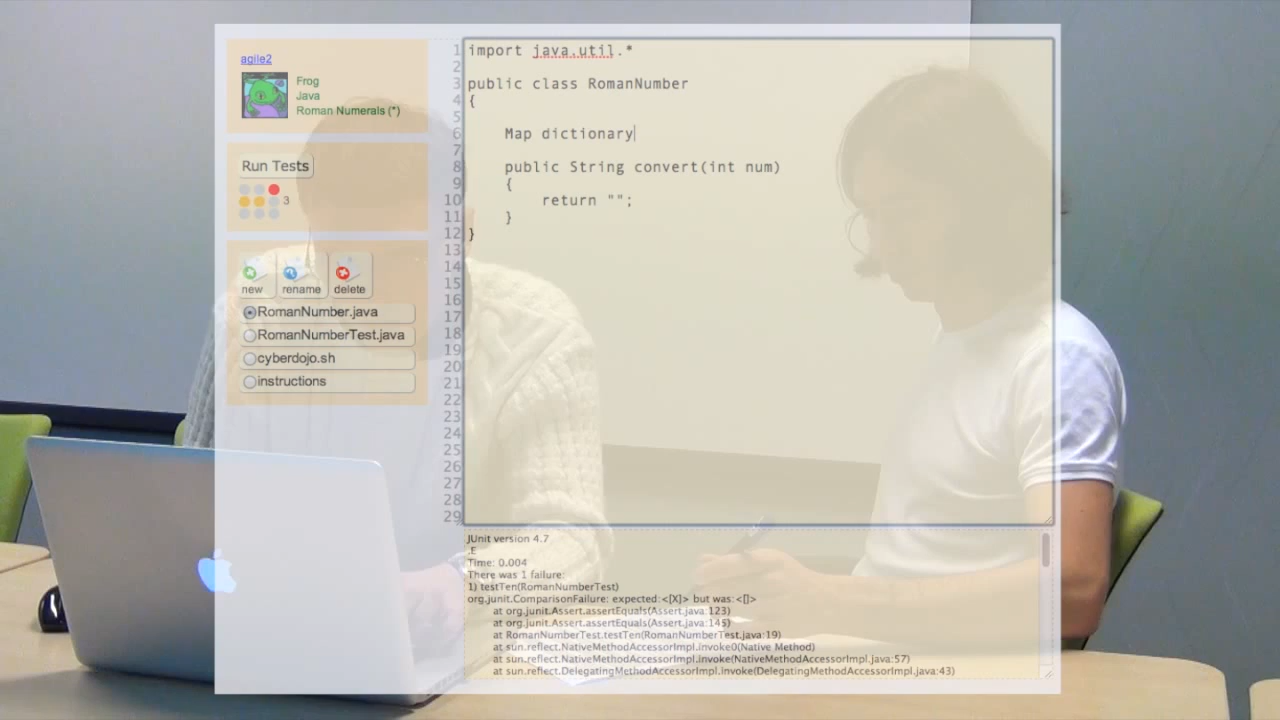 agile2
Frog
Java
Roman Numerals (*)
Run Tests
3
new rename delete
RomanNumber.java
RomanNumberTest.java
cyberdojo.sh
instructions
1 import java.util.*
2
3 public class RomanNumber
4 {
5
6 Map dictionary
7
8 public String convert(int num)
9 {
10 return "";
11 }
12 }
13
14
15
16
17
18
19
20
21
22
23
24
25
26
27
28
29
JUnit version 4.7
.E
Time: 0.004
There was 1 failure:
1) testTen(RomanNumberTest)
org.junit.ComparisonFailure: expected:<[X]> but was:<[]>
at org.junit.Assert.assertEquals(Assert.java:123)
at org.junit.Assert.assertEquals(Assert.java:145)
at RomanNumberTest.testTen(RomanNumberTest.java:19)
at sun.reflect.NativeMethodAccessorImpl.invoke0(Native Method)
at sun.reflect.NativeMethodAccessorImpl.invoke(NativeMethodAccessorImpl.java:57)
at sun.reflect.DelegatingMethodAccessorImpl.invoke(DelegatingMethodAccessorImpl.java:43)